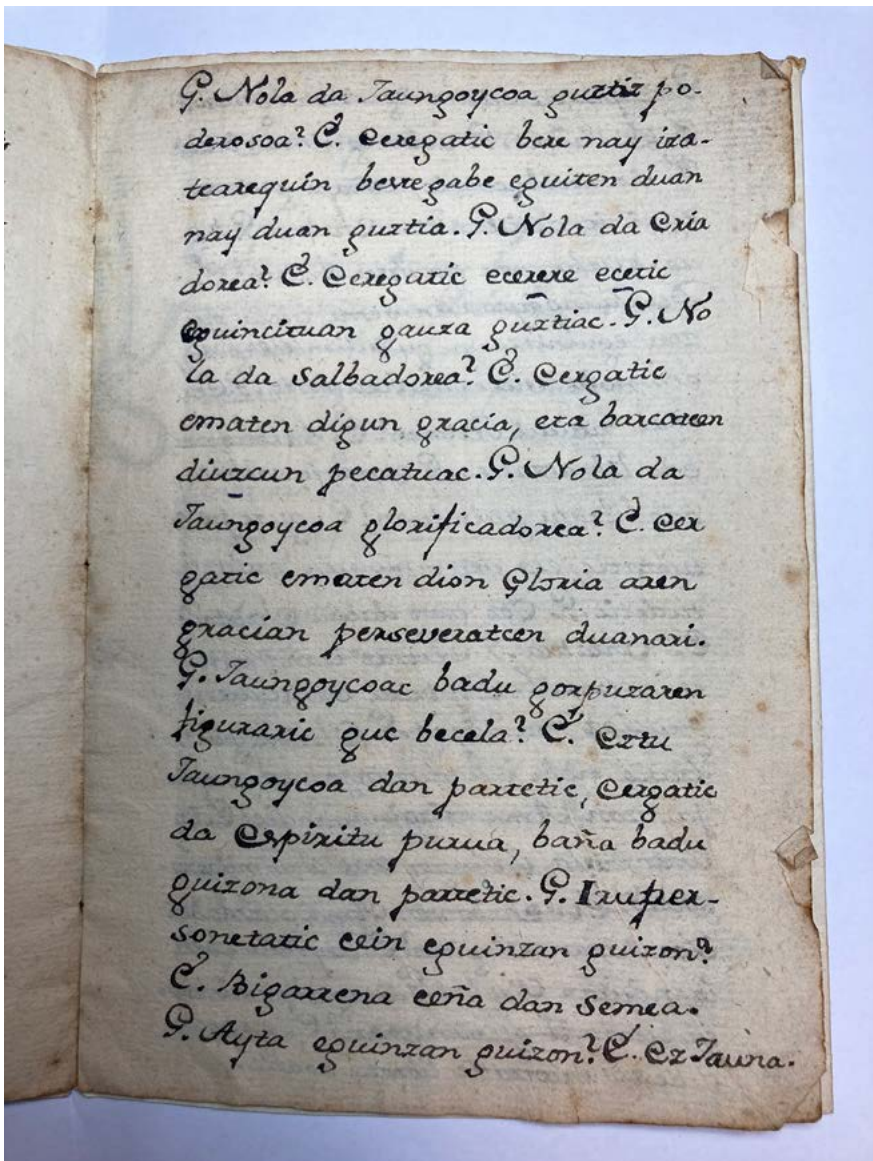 G. Nola da Jaungoycoa guztiz po-
derosoa? E. Ceregatic bere nay iza-
tearequin berregabe eguiten duan
nay duan guztia. G. Nola da Cria
dorea? E. Ceregatic ecerere ecetic
eguincituan gauza guztiac. G. No
la da Salbadorea? E. Cergatic
ematen digun gracia, eta barcatcen
diuzcun pecatuac. G. Nola da
Jaungoycoa glorificadorea? E. Cer
gatic ematen dion Gloria aren
gracian perseveratcen duanari.
G. Jaungoycoac badu gorputzaren
figuraric guc becela? E. Eztu
Jaungoycoa dan partetic, Cergatic
da Espiritu purua, baña badu
guizona dan partetic. G. Iruper-
sonetatic cein eguinzan guizon?
E. Bigarrena ceña dan Semea.
G. Ayta eguinzan guizon? E. Ez Jauna.